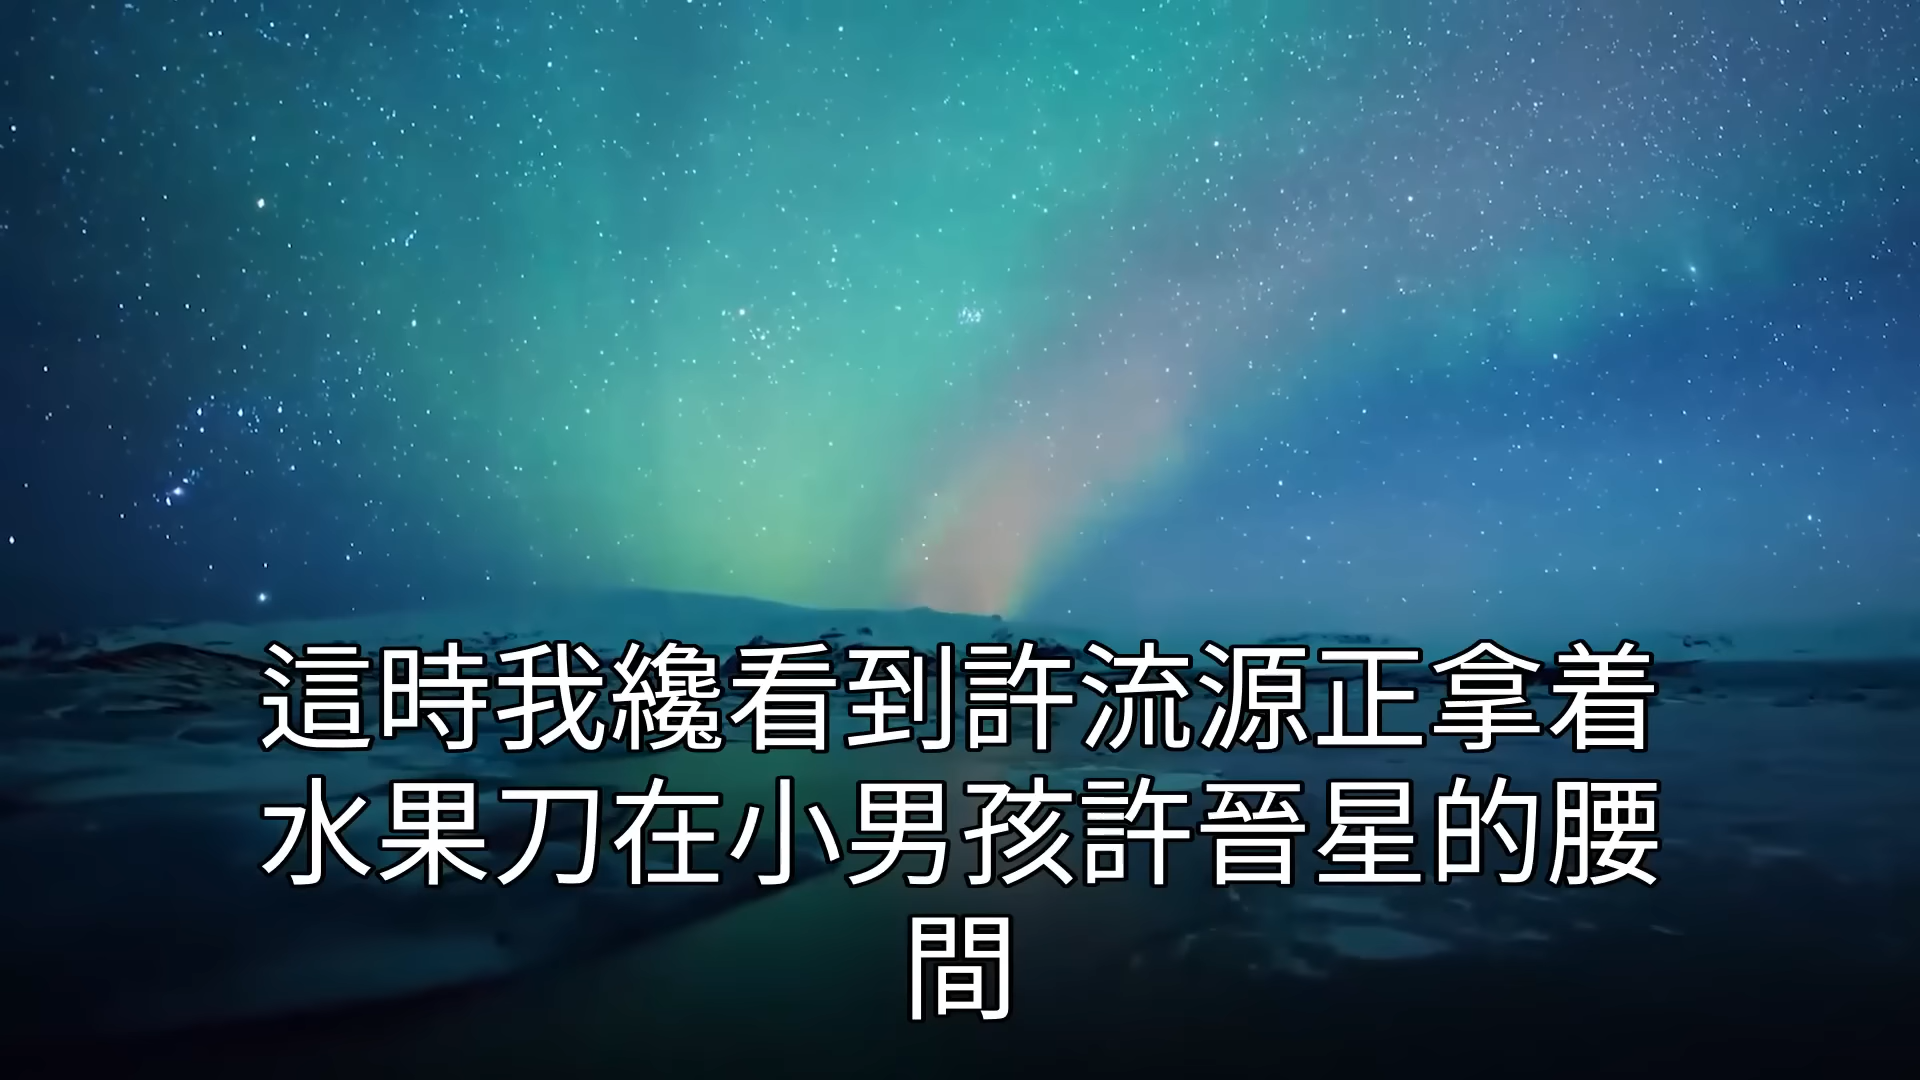 這時我纔看到許流源正拿着
水果刀在小男孩許晉星的腰
間